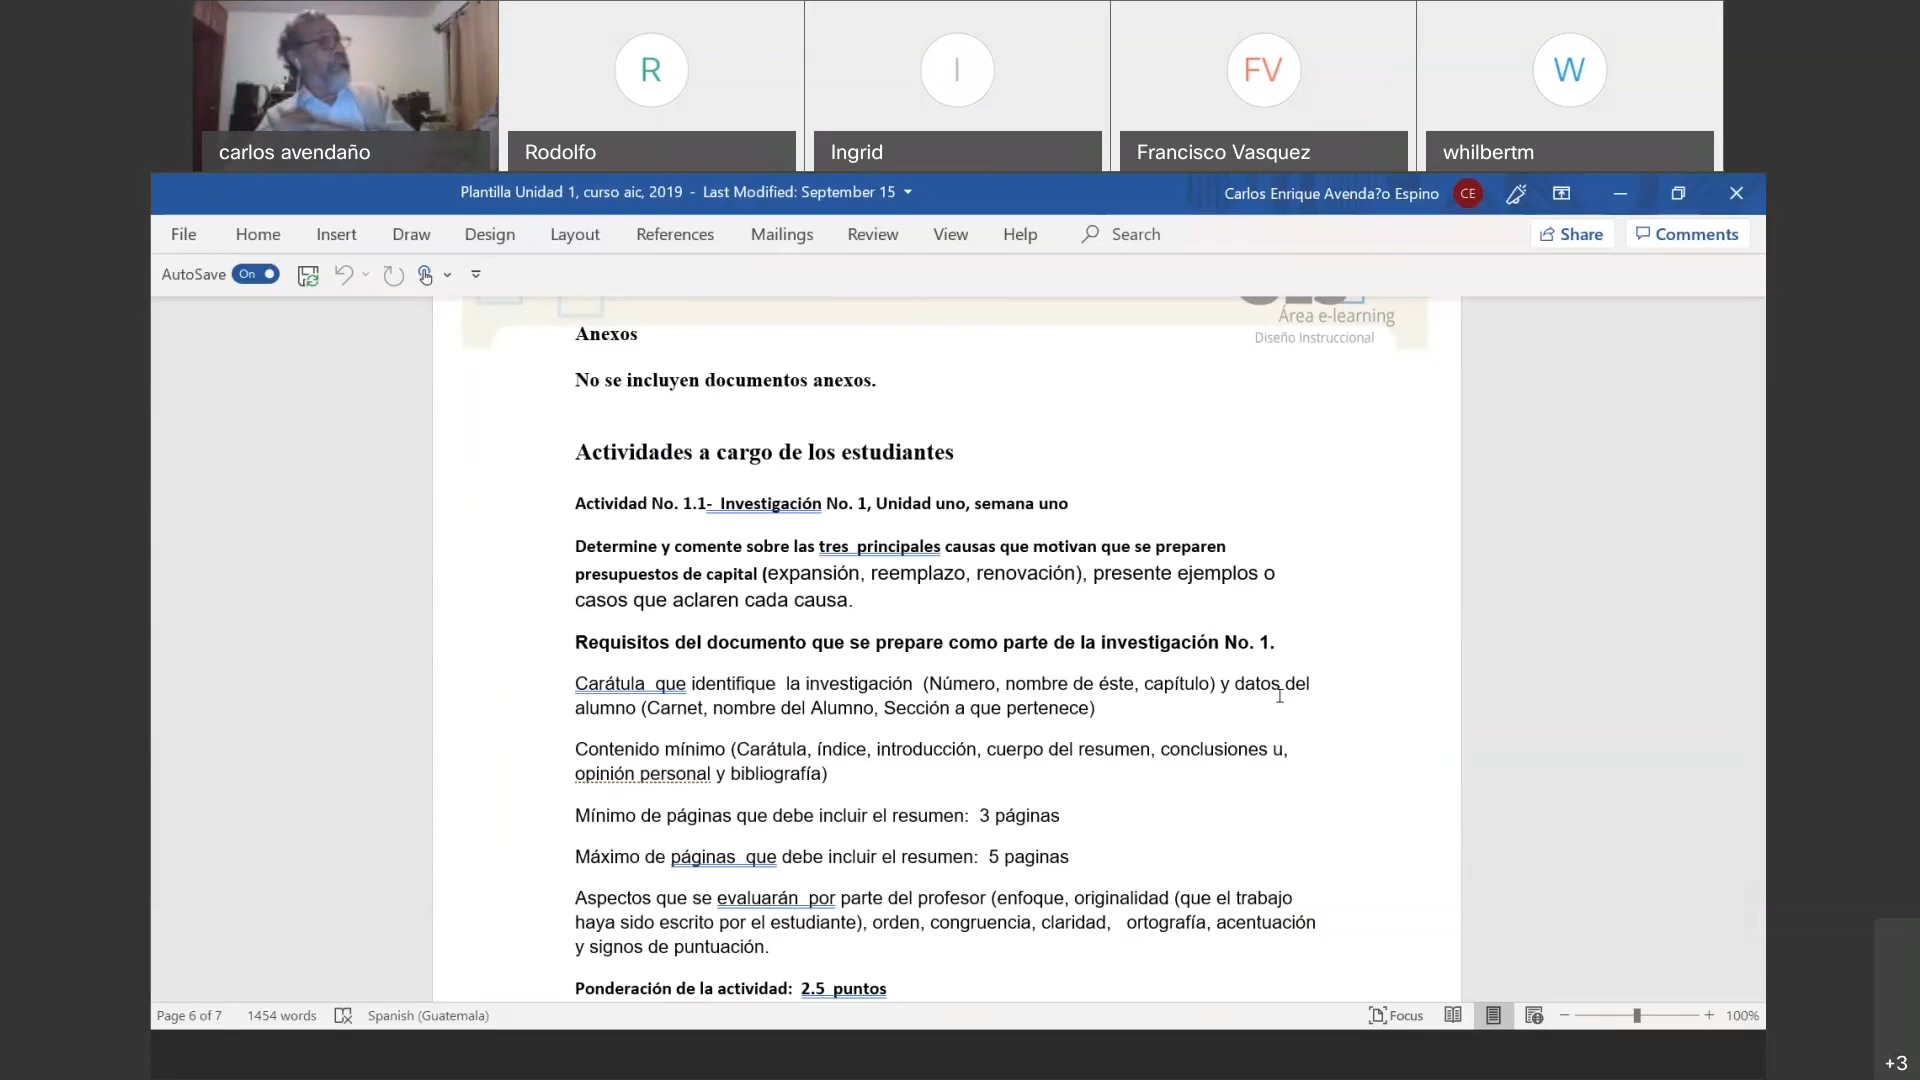 R
I
FV
W
carlos avendaño
Rodolfo
Ingrid
Francisco Vasquez
whilbertm
Plantilla Unidad 1, curso aic, 2019 - Last Modified: September 15
Carlos Enrique Avenda?o Espino
CE
File Home Insert Draw Design Layout References Mailings Review View Help Search
Share
Comments
AutoSave On
Área e-learning
Diseño Instruccional
Anexos
No se incluyen documentos anexos.
Actividades a cargo de los estudiantes
Actividad No. 1.1- Investigación No. 1, Unidad uno, semana uno
Determine y comente sobre las tres principales causas que motivan que se preparen
presupuestos de capital (expansión, reemplazo, renovación), presente ejemplos o
casos que aclaren cada causa.
Requisitos del documento que se prepare como parte de la investigación No. 1.
Carátula que identifique la investigación (Número, nombre de éste, capítulo) y datos del
alumno (Carnet, nombre del Alumno, Sección a que pertenece)
Contenido mínimo (Carátula, índice, introducción, cuerpo del resumen, conclusiones u,
opinión personal y bibliografía)
Mínimo de páginas que debe incluir el resumen: 3 páginas
Máximo de páginas que debe incluir el resumen: 5 paginas
Aspectos que se evaluarán por parte del profesor (enfoque, originalidad (que el trabajo
haya sido escrito por el estudiante), orden, congruencia, claridad, ortografía, acentuación
y signos de puntuación.
Ponderación de la actividad: 2.5 puntos
Page 6 of 7 1454 words Spanish (Guatemala)
Focus
100%
+3